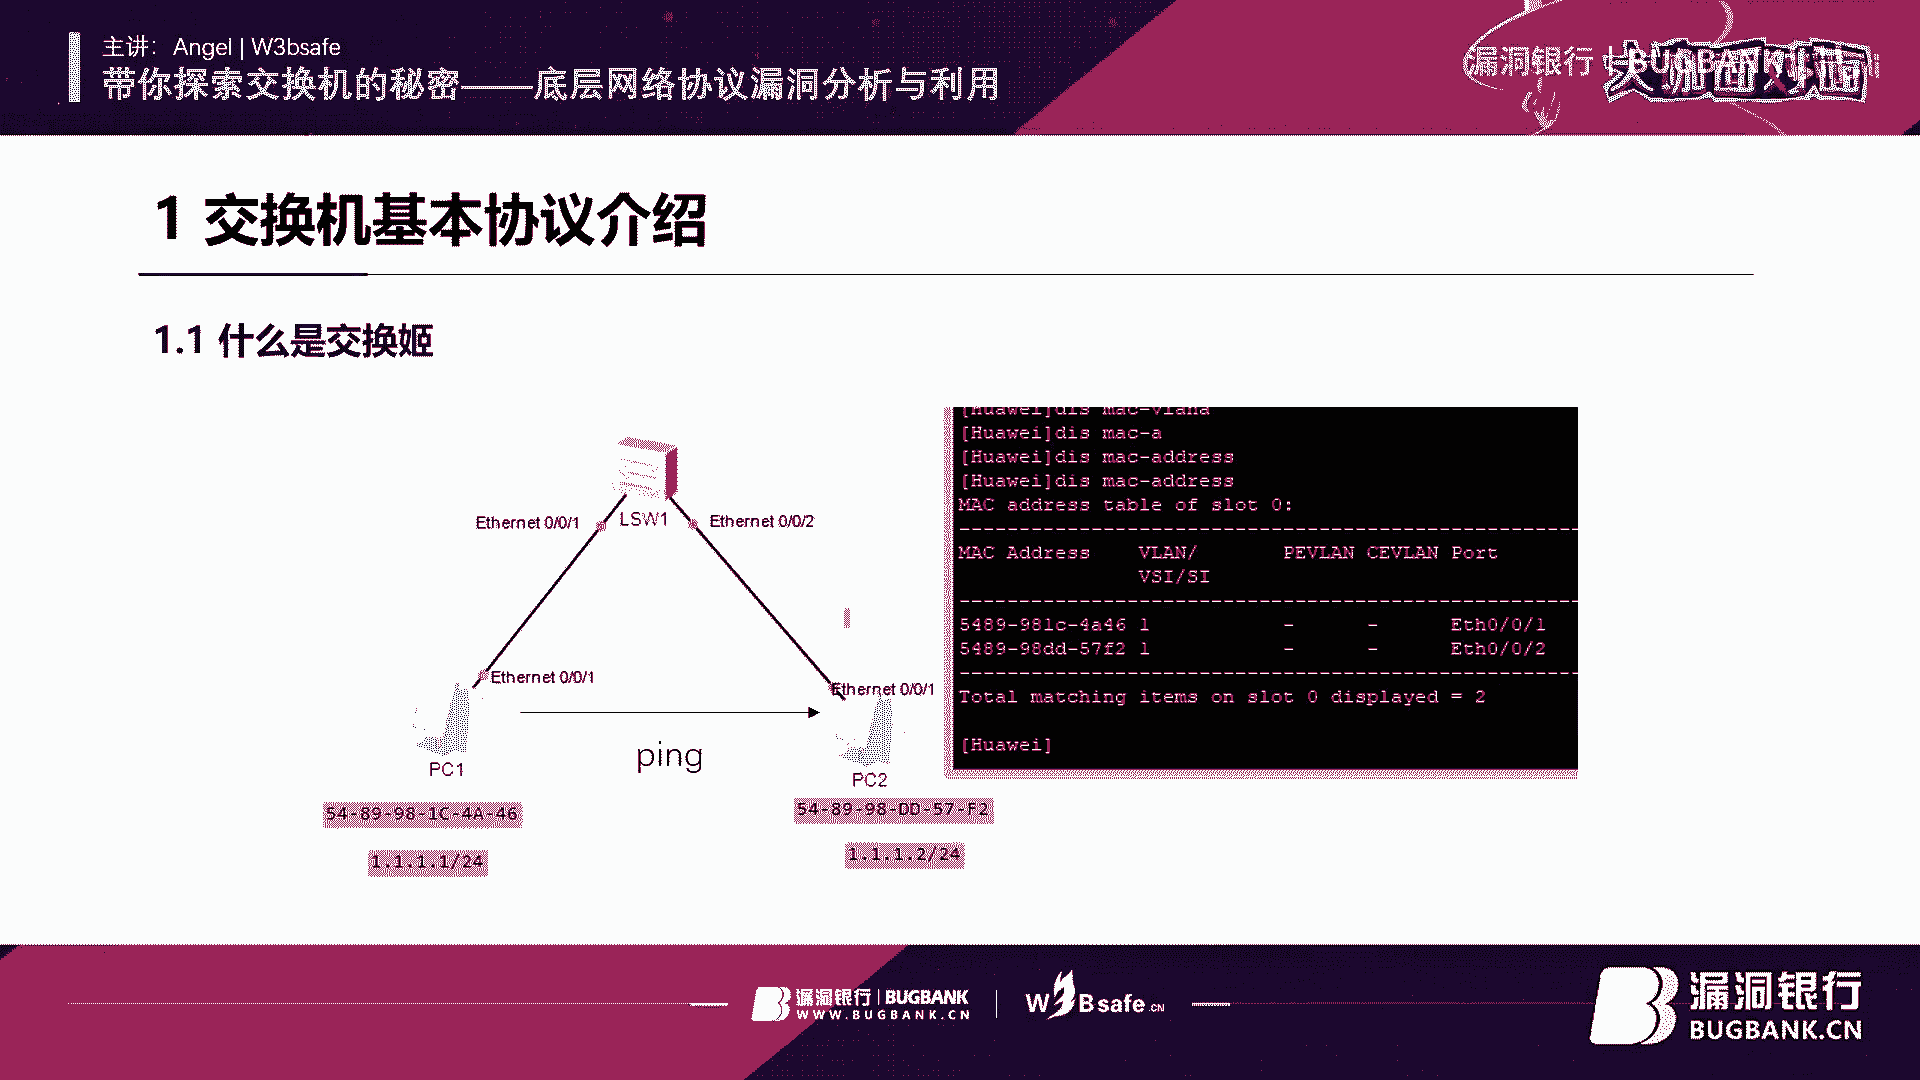 主讲：Angel | W3bsafe
带你探索交换机的秘密——底层网络协议漏洞分析与利用
漏洞银行
1 交换机基本协议介绍
1.1 什么是交换姬
LSW1
Ethernet 0/0/1
Ethernet 0/0/2
Ethernet 0/0/1
Ethernet 0/0/1
ping
PC1
PC2
54-89-98-1C-4A-46
54-89-98-DD-57-F2
1.1.1.1/24
1.1.1.2/24
[Huawei]dis mac-vlana
[Huawei]dis mac-a
[Huawei]dis mac-address
[Huawei]dis mac-address
MAC address table of slot 0:
-------------------------------------------------------
MAC Address VLAN/ PEVLAN CEVLAN Port
VSI/SI
-------------------------------------------------------
5489-981c-4a46 1 - - Eth0/0/1
5489-98dd-57f2 1 - - Eth0/0/2
-------------------------------------------------------
Total matching items on slot 0 displayed = 2
[Huawei]
漏洞银行 | BUGBANK
WWW.BUGBANK.CN
W3Bsafe.CN
漏洞银行
BUGBANK.CN